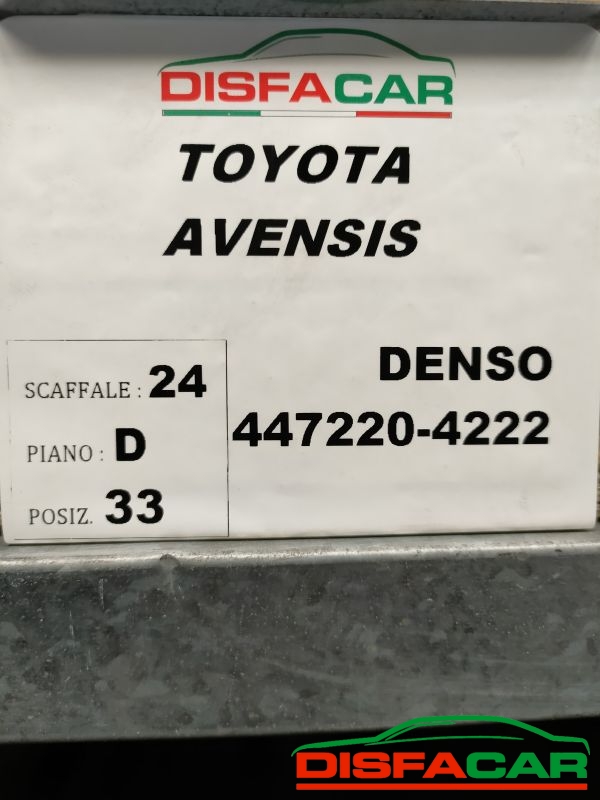 DISFACAR
TOYOTA
AVENSIS
SCAFFALE : 24
PIANO : D
POSIZ. 33
DENSO
447220-4222
DISFACAR